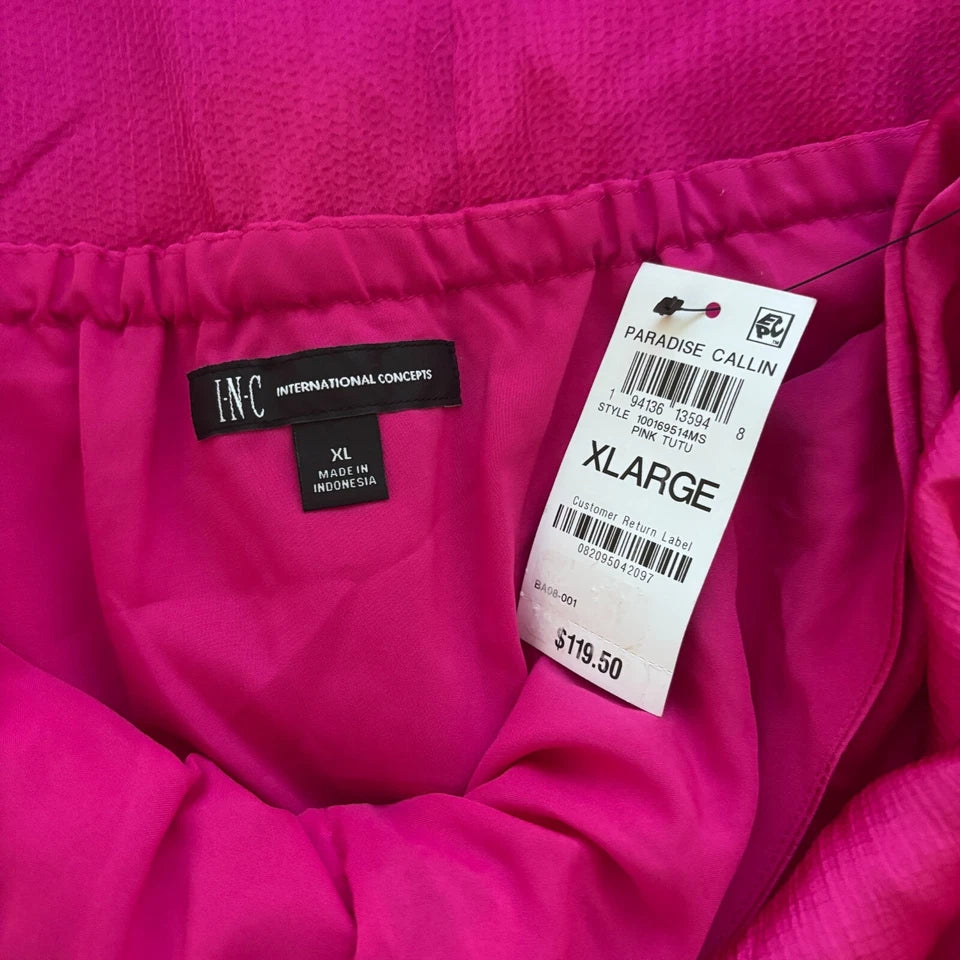 I·N·C INTERNATIONAL CONCEPTS
XL
MADE IN
INDONESIA
EPC™
PARADISE CALLIN
1 94136 13594 8
STYLE 100169514MS
PINK TUTU
XLARGE
Customer Return Label
082095042097
BA08-001
$119.50